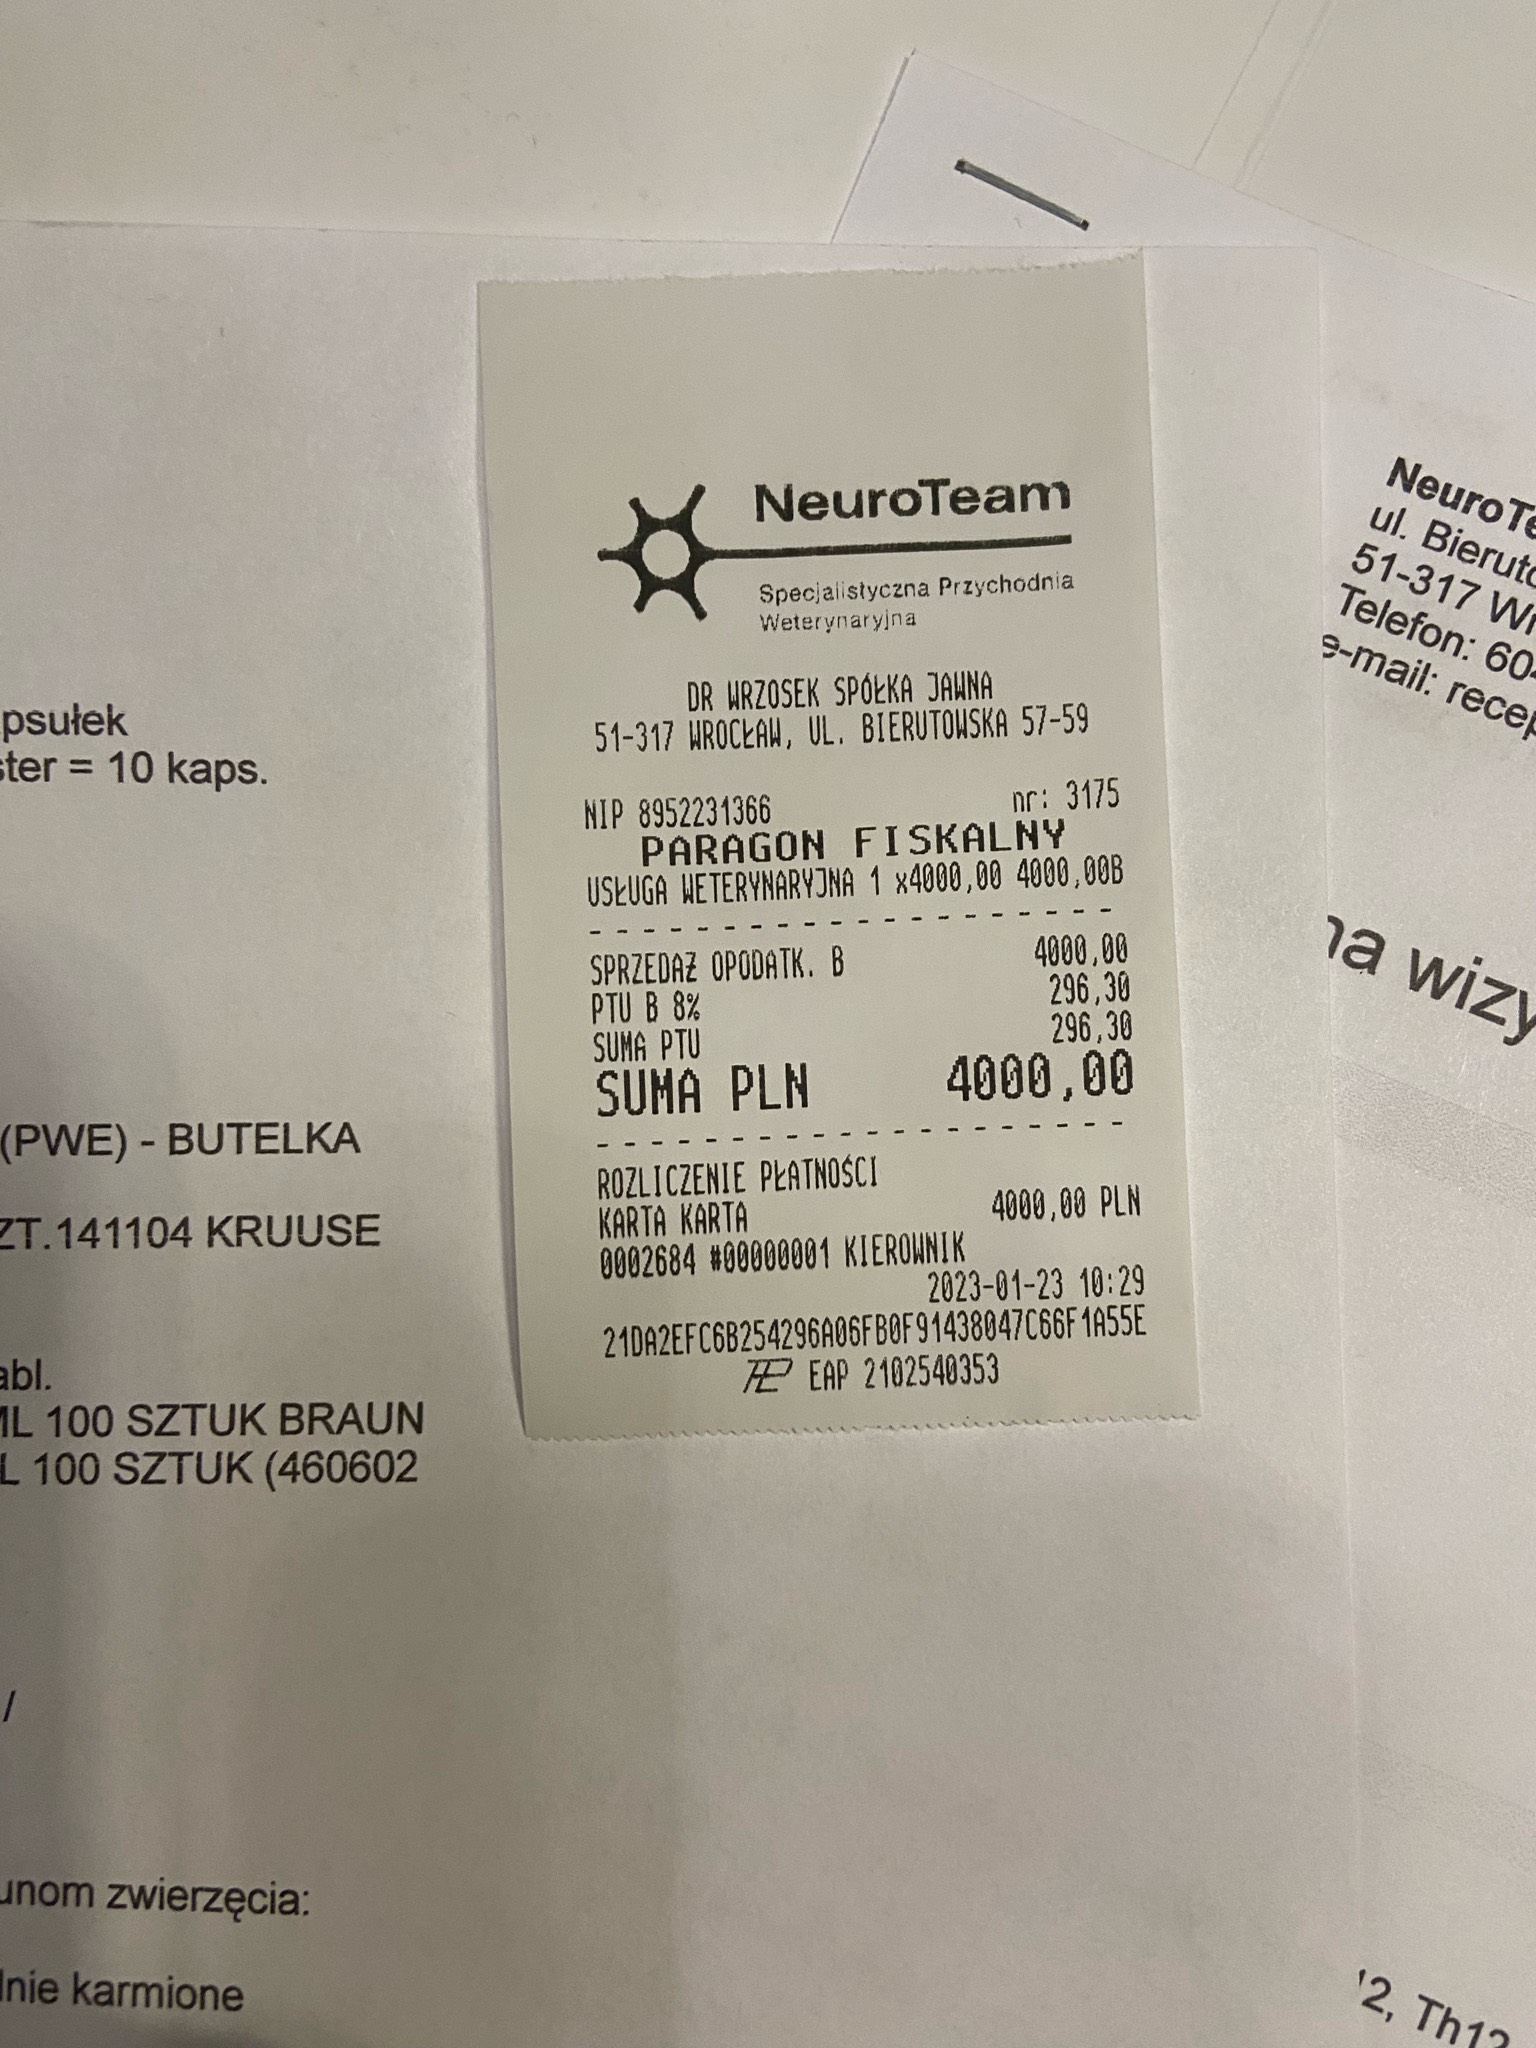 NeuroTeam
Specjalistyczna Przychodnia
Weterynaryjna
DR WRZOSEK SPÓŁKA JAWNA
51-317 WROCŁAW, UL. BIERUTOWSKA 57-59
NIP 8952231366 nr: 3175
PARAGON FISKALNY
USŁUGA WETERYNARYJNA 1 x4000,00 4000,00B
SPRZEDAŻ OPODATK. B 4000,00
PTU B 8% 296,30
SUMA PTU 296,30
SUMA PLN 4000,00
ROZLICZENIE PŁATNOŚCI
KARTA KARTA 4000,00 PLN
0002684 #00000001 KIEROWNIK
2023-01-23 10:29
21DA2EFC6B254296A06FB0F91438047C66F1A55E
EAP 2102540353
psułek
ster = 10 kaps.
(PWE) - BUTELKA
ZT.141104 KRUUSE
abl.
ML 100 SZTUK BRAUN
L 100 SZTUK (460602
/
unom zwierzęcia:
lnie karmione
NeuroTe
ul. Bieruto
51-317 Wr
Telefon: 60
e-mail: recep
na wizy
12, Th12